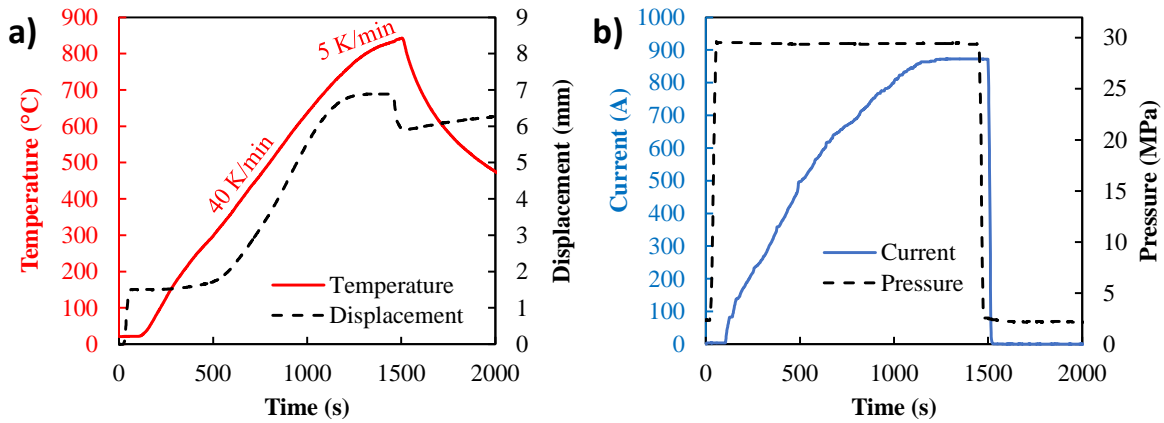 a)
Temperature (°C)
900
800
700
600
500
400
300
200
100
0
40 K/min
5 K/min
Temperature
Displacement
9
8
7
6
5
4
3
2
1
0
Displacement (mm)
0 500 1000 1500 2000
Time (s)
b)
Current (A)
1000
900
800
700
600
500
400
300
200
100
0
Current
Pressure
30
25
20
15
10
5
0
Pressure (MPa)
0 500 1000 1500 2000
Time (s)